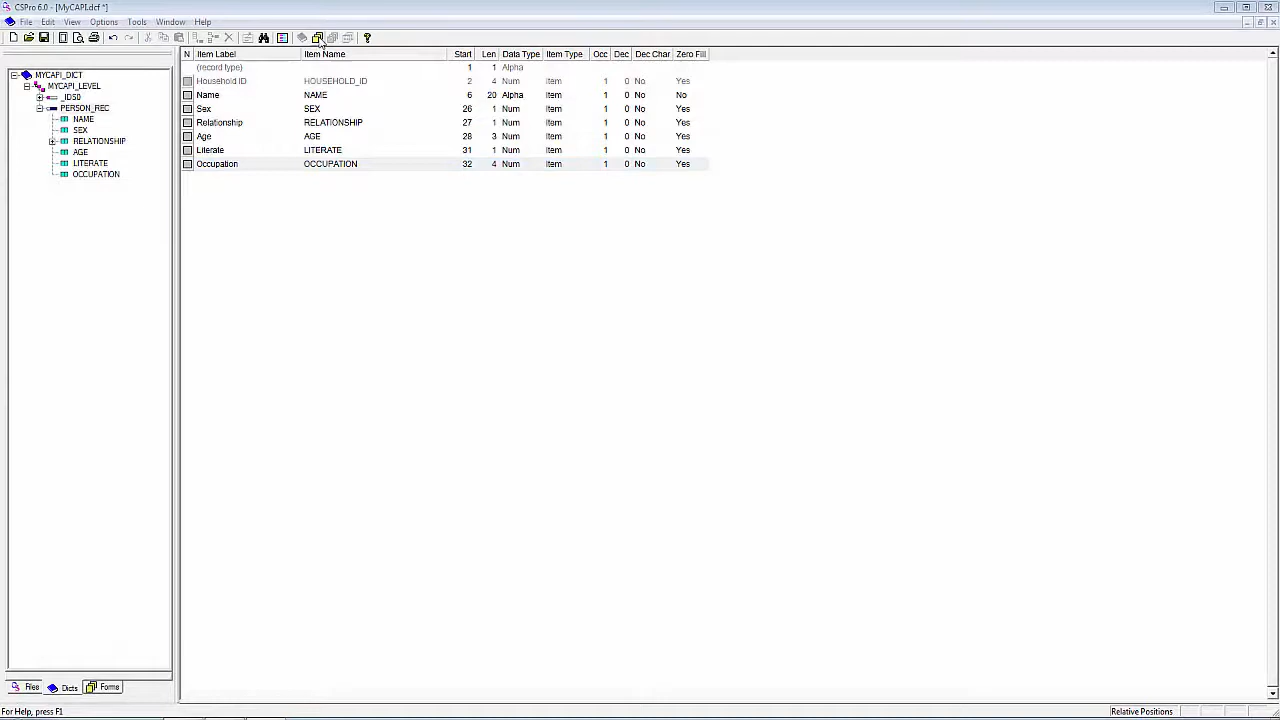 CSPro 6.0 - [MyCAPI.dcf *]
File Edit View Options Tools Window Help
N Item Label Item Name Start Len Data Type Item Type Occ Dec Dec Char Zero Fill
(record type) 1 1 Alpha
Household ID HOUSEHOLD_ID 2 4 Num Item 1 0 No Yes
Name NAME 6 20 Alpha Item 1 0 No No
Sex SEX 26 1 Num Item 1 0 No Yes
Relationship RELATIONSHIP 27 1 Num Item 1 0 No Yes
Age AGE 28 3 Num Item 1 0 No Yes
Literate LITERATE 31 1 Num Item 1 0 No Yes
Occupation OCCUPATION 32 4 Num Item 1 0 No Yes
MYCAPI_DICT
MYCAPI_LEVEL
_IDS0
PERSON_REC
NAME
SEX
RELATIONSHIP
AGE
LITERATE
OCCUPATION
Files Dicts Forms
For Help, press F1
Relative Positions